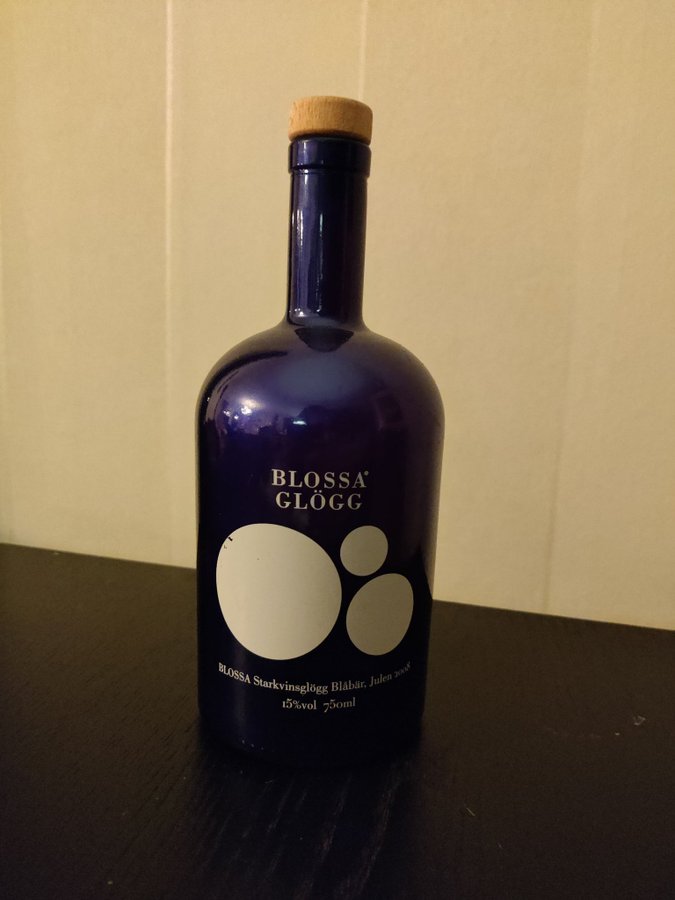 BLOSSA®
GLÖGG
BLOSSA Starkvinsglögg Blåbär, Julen 2008
15%vol 750ml